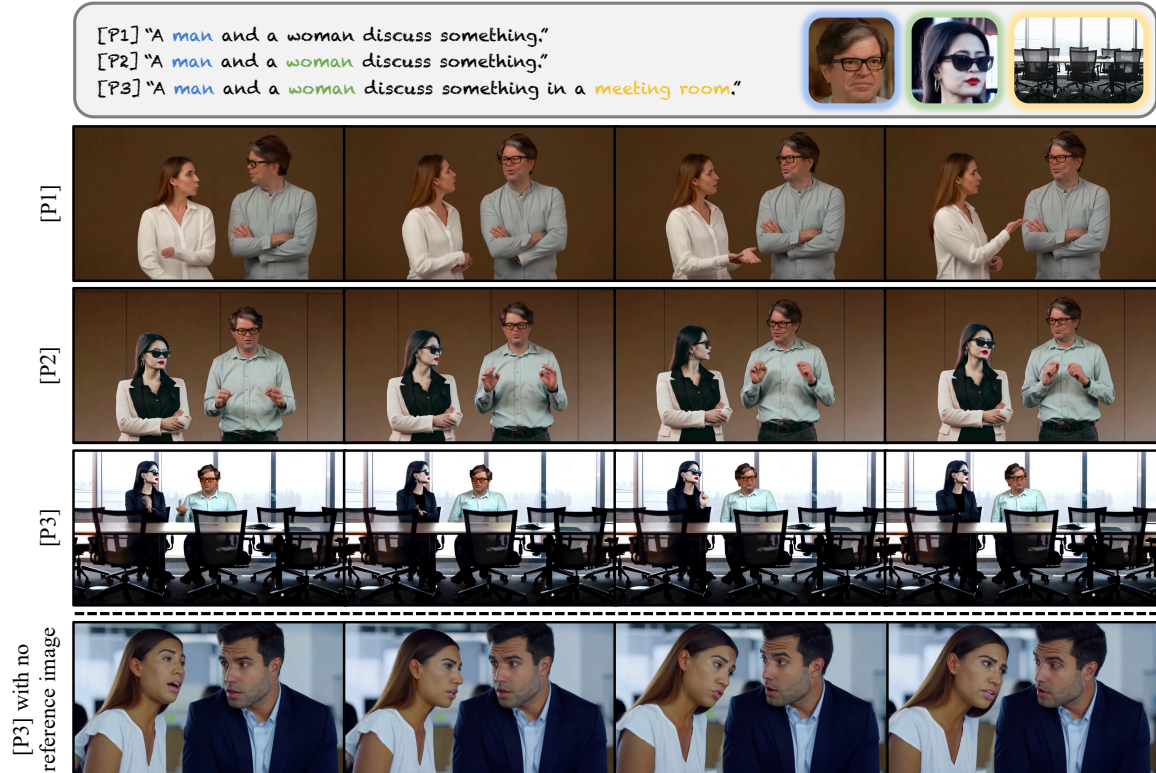 [P1] “A man and a woman discuss something.”
[P2] “A man and a woman discuss something.”
[P3] “A man and a woman discuss something in a meeting room.”
[P1]
[P2]
[P3]
[P3] with no
reference image